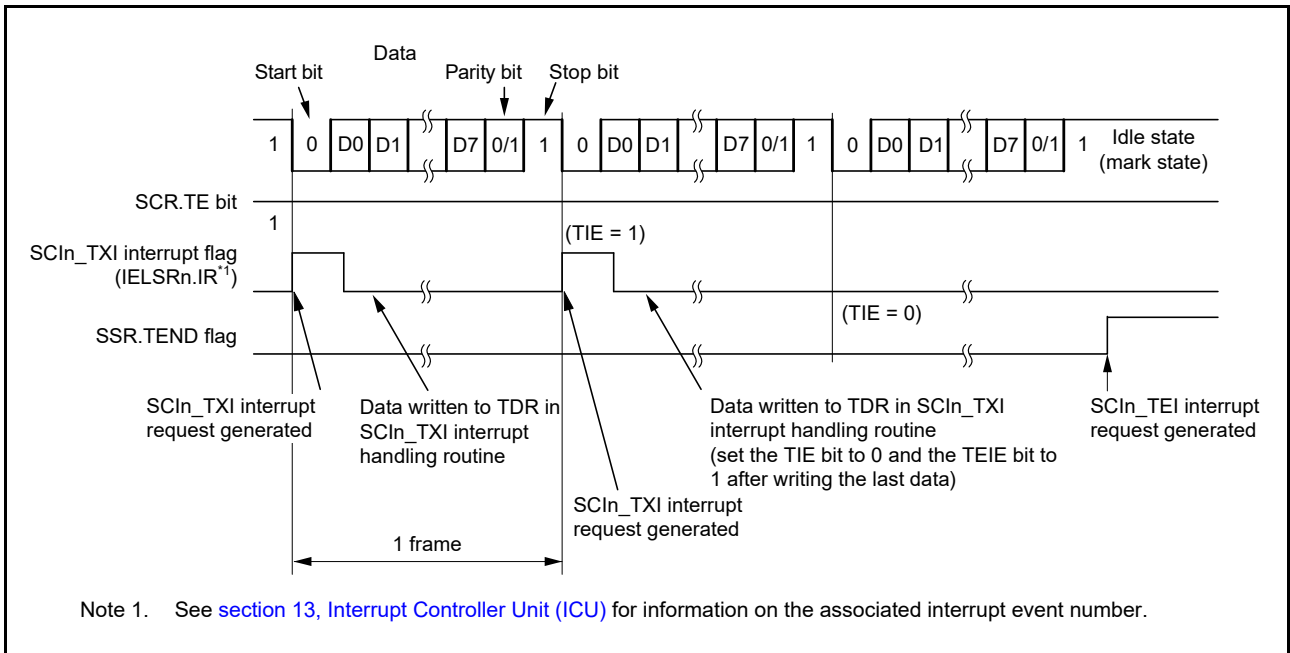 Data
Start bit
Parity bit
Stop bit
1 0 D0 D1 D7 0/1 1 0 D0 D1 D7 0/1 1 0 D0 D1 D7 0/1 1
Idle state
(mark state)
SCR.TE bit
1
(TIE = 1)
SCIn_TXI interrupt flag
(IELSRn.IR*1)
(TIE = 0)
SSR.TEND flag
SCIn_TXI interrupt
request generated
Data written to TDR in
SCIn_TXI interrupt
handling routine
Data written to TDR in SCIn_TXI
interrupt handling routine
(set the TIE bit to 0 and the TEIE bit to
1 after writing the last data)
SCIn_TEI interrupt
request generated
SCIn_TXI interrupt
request generated
1 frame
Note 1. See section 13, Interrupt Controller Unit (ICU) for information on the associated interrupt event number.